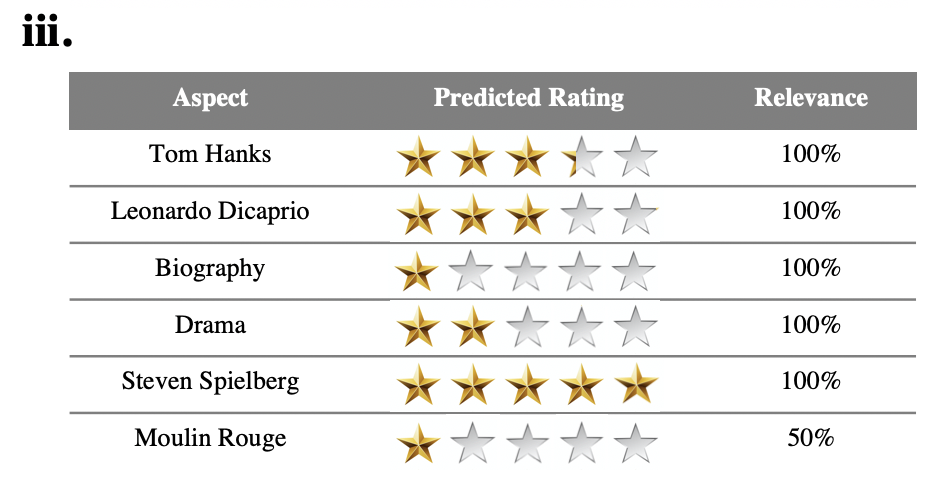 iii.
Aspect Predicted Rating Relevance
Tom Hanks 100%
Leonardo Dicaprio 100%
Biography 100%
Drama 100%
Steven Spielberg 100%
Moulin Rouge 50%